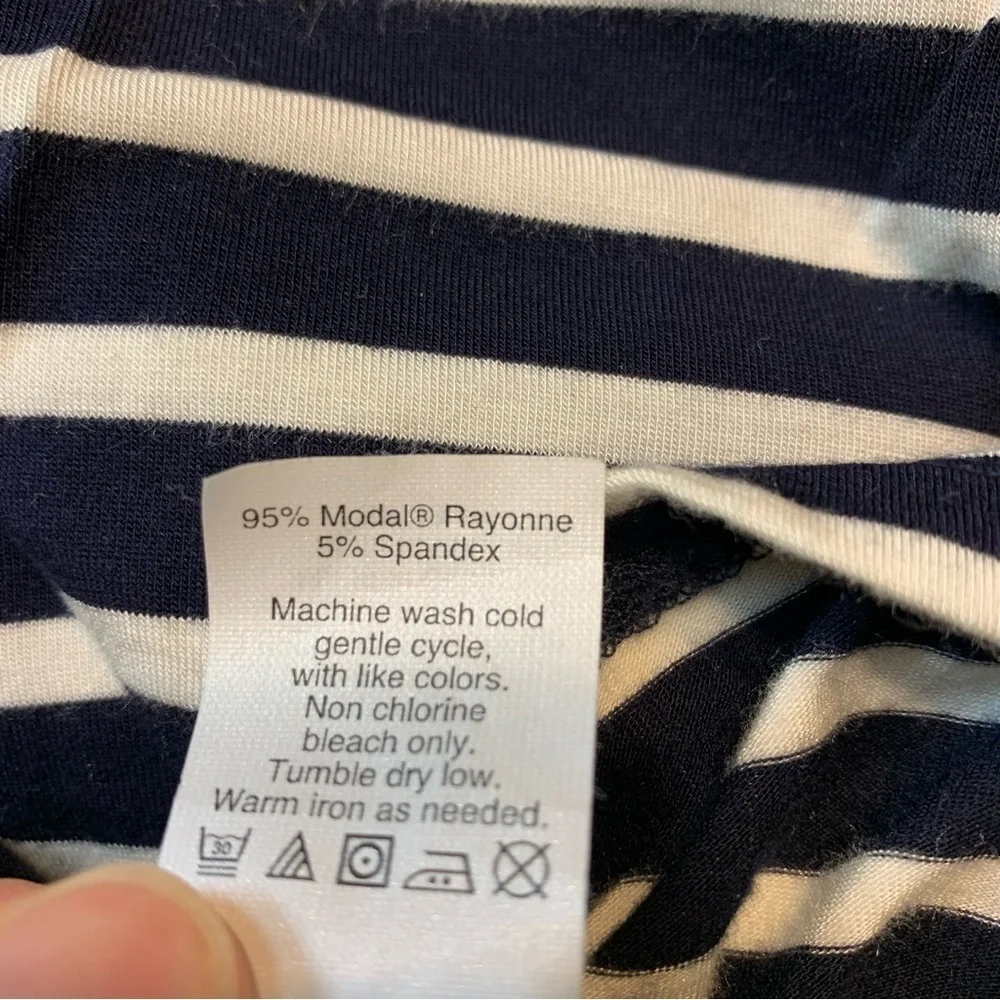 95% Modal® Rayonne
5% Spandex
Machine wash cold
gentle cycle,
with like colors.
Non chlorine
bleach only.
Tumble dry low.
Warm iron as needed.
30